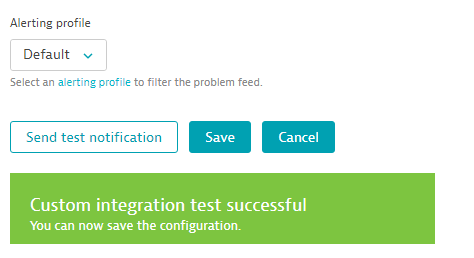 Alerting profile
Default
Select an alerting profile to filter the problem feed.
Send test notification Save Cancel
Custom integration test successful
You can now save the configuration.